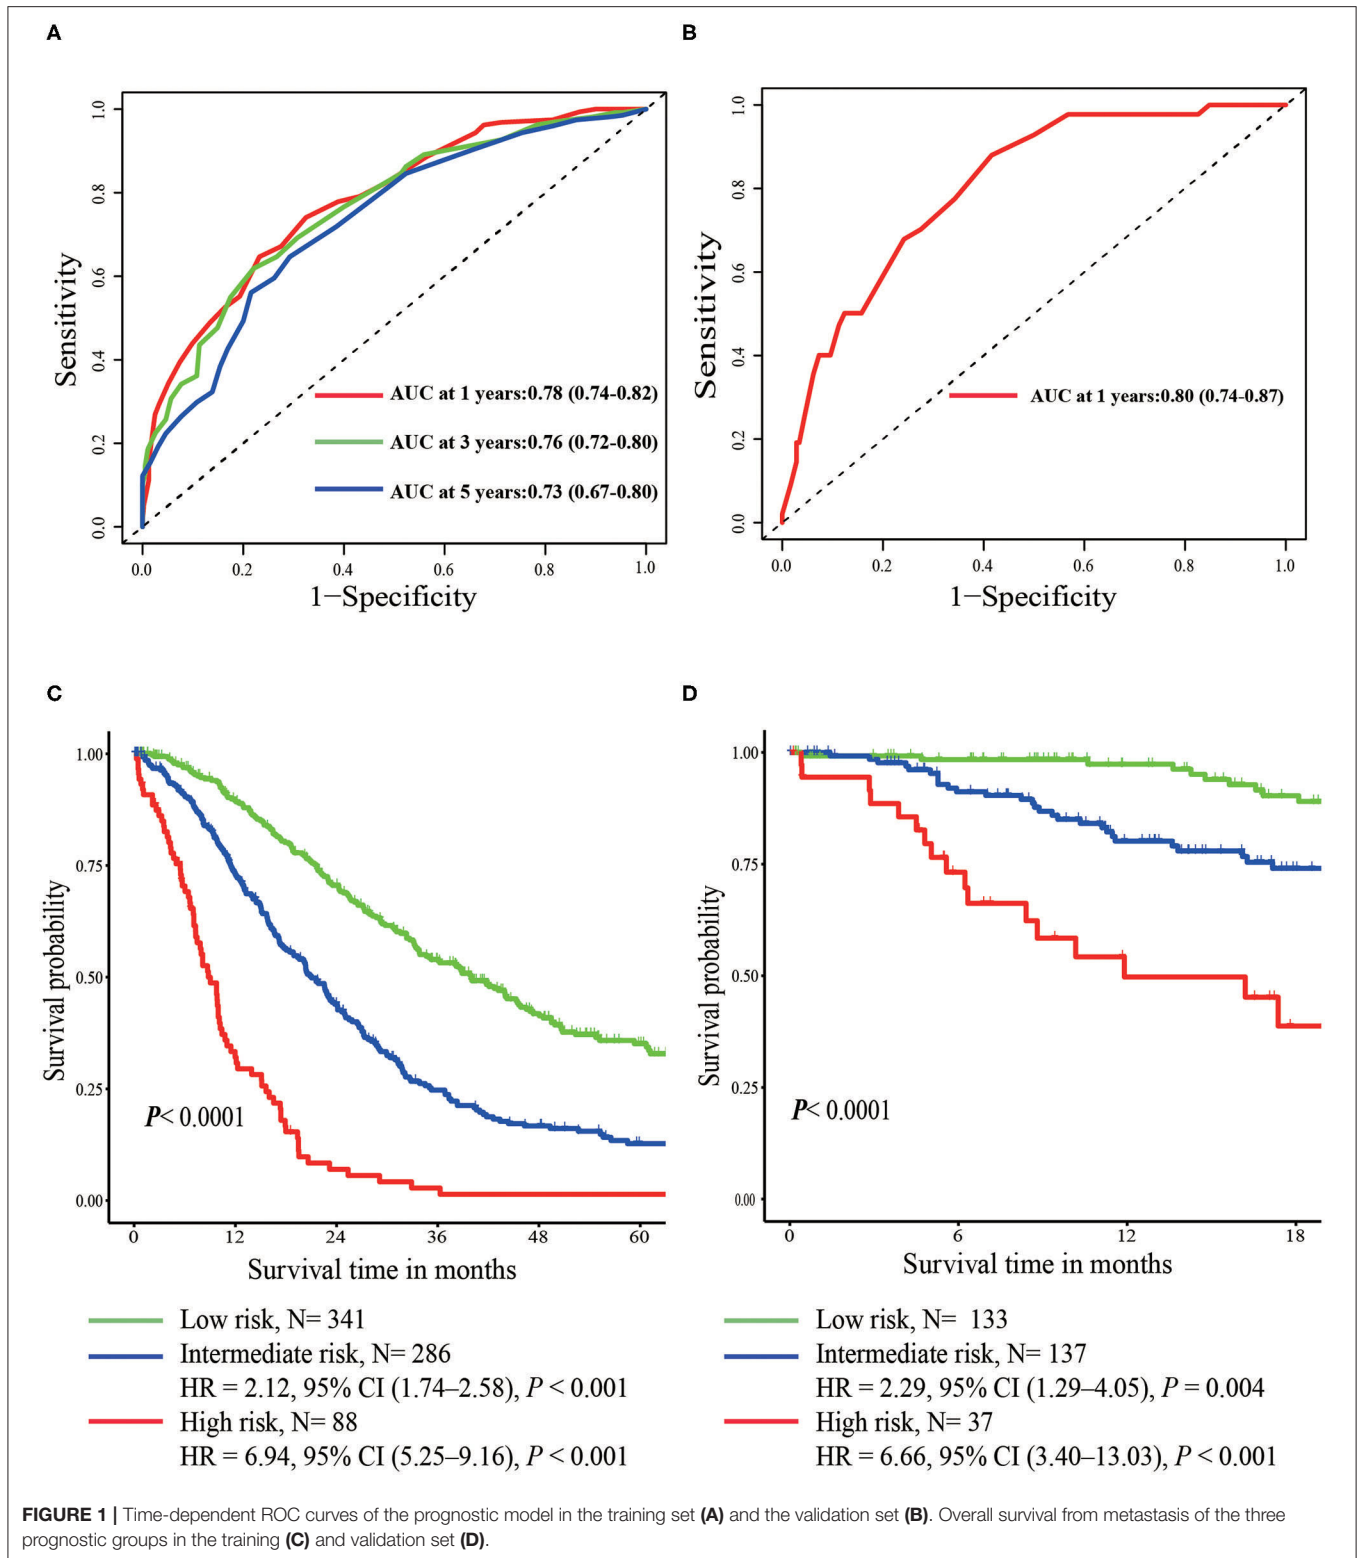 A
1.0
0.8
0.6
0.4
0.2
0.0
Sensitivity
AUC at 1 years:0.78 (0.74-0.82)
AUC at 3 years:0.76 (0.72-0.80)
AUC at 5 years:0.73 (0.67-0.80)
0.0 0.2 0.4 0.6 0.8 1.0
1−Specificity
B
1.0
0.8
0.6
0.4
0.2
0.0
Sensitivity
AUC at 1 years:0.80 (0.74-0.87)
0.0 0.2 0.4 0.6 0.8 1.0
1−Specificity
C
1.00
0.75
0.50
0.25
0.00
Survival probability
P< 0.0001
0 12 24 36 48 60
Survival time in months
Low risk, N= 341
Intermediate risk, N= 286
HR = 2.12, 95% CI (1.74–2.58), P < 0.001
High risk, N= 88
HR = 6.94, 95% CI (5.25–9.16), P < 0.001
D
1.00
0.75
0.50
0.25
0.00
Survival probability
P< 0.0001
0 6 12 18
Survival time in months
Low risk, N= 133
Intermediate risk, N= 137
HR = 2.29, 95% CI (1.29–4.05), P = 0.004
High risk, N= 37
HR = 6.66, 95% CI (3.40–13.03), P < 0.001
FIGURE 1 | Time-dependent ROC curves of the prognostic model in the training set (A) and the validation set (B). Overall survival from metastasis of the three
prognostic groups in the training (C) and validation set (D).